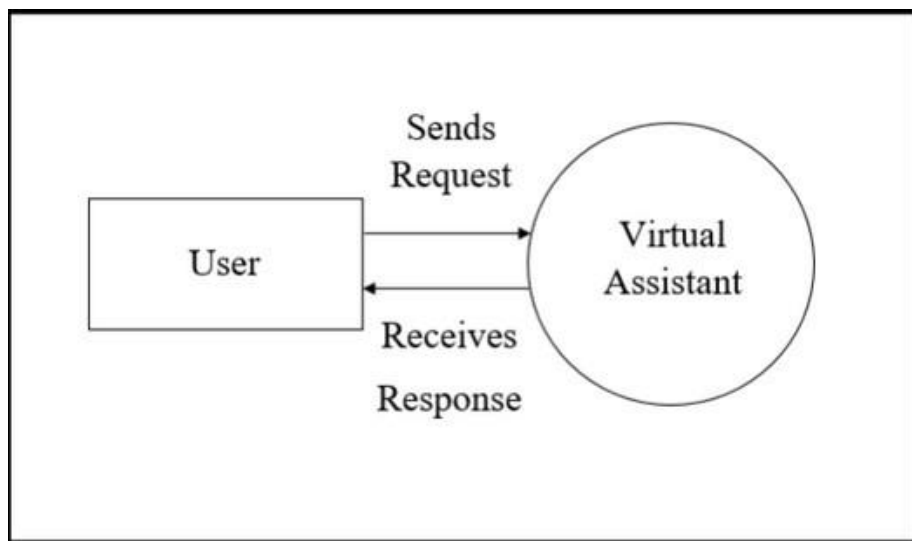 Sends
Request
User
Virtual
Assistant
Receives
Response